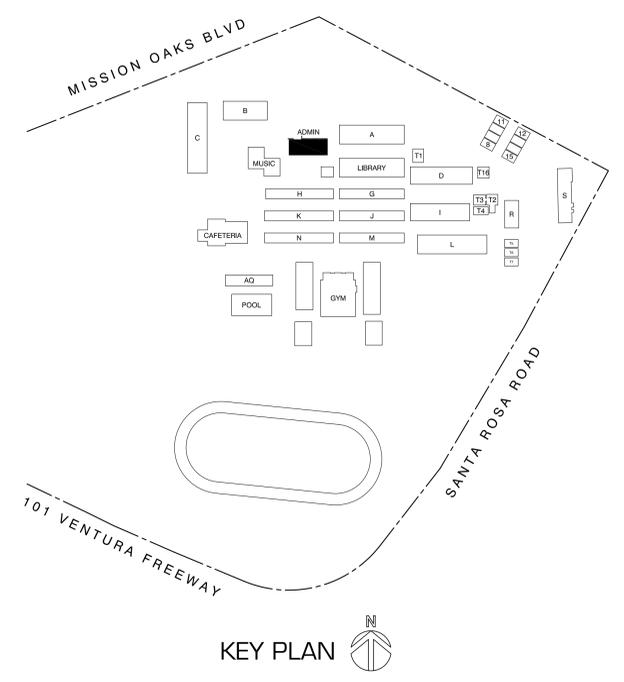 MISSION OAKS BLVD
B
C
ADMIN
A
11
12
8
15
MUSIC
T1
LIBRARY
D
T16
S
H
G
T3
T2
T4
K
J
I
R
CAFETERIA
N
M
L
AQ
POOL
GYM
SANTA ROSA ROAD
101 VENTURA FREEWAY
N
KEY PLAN